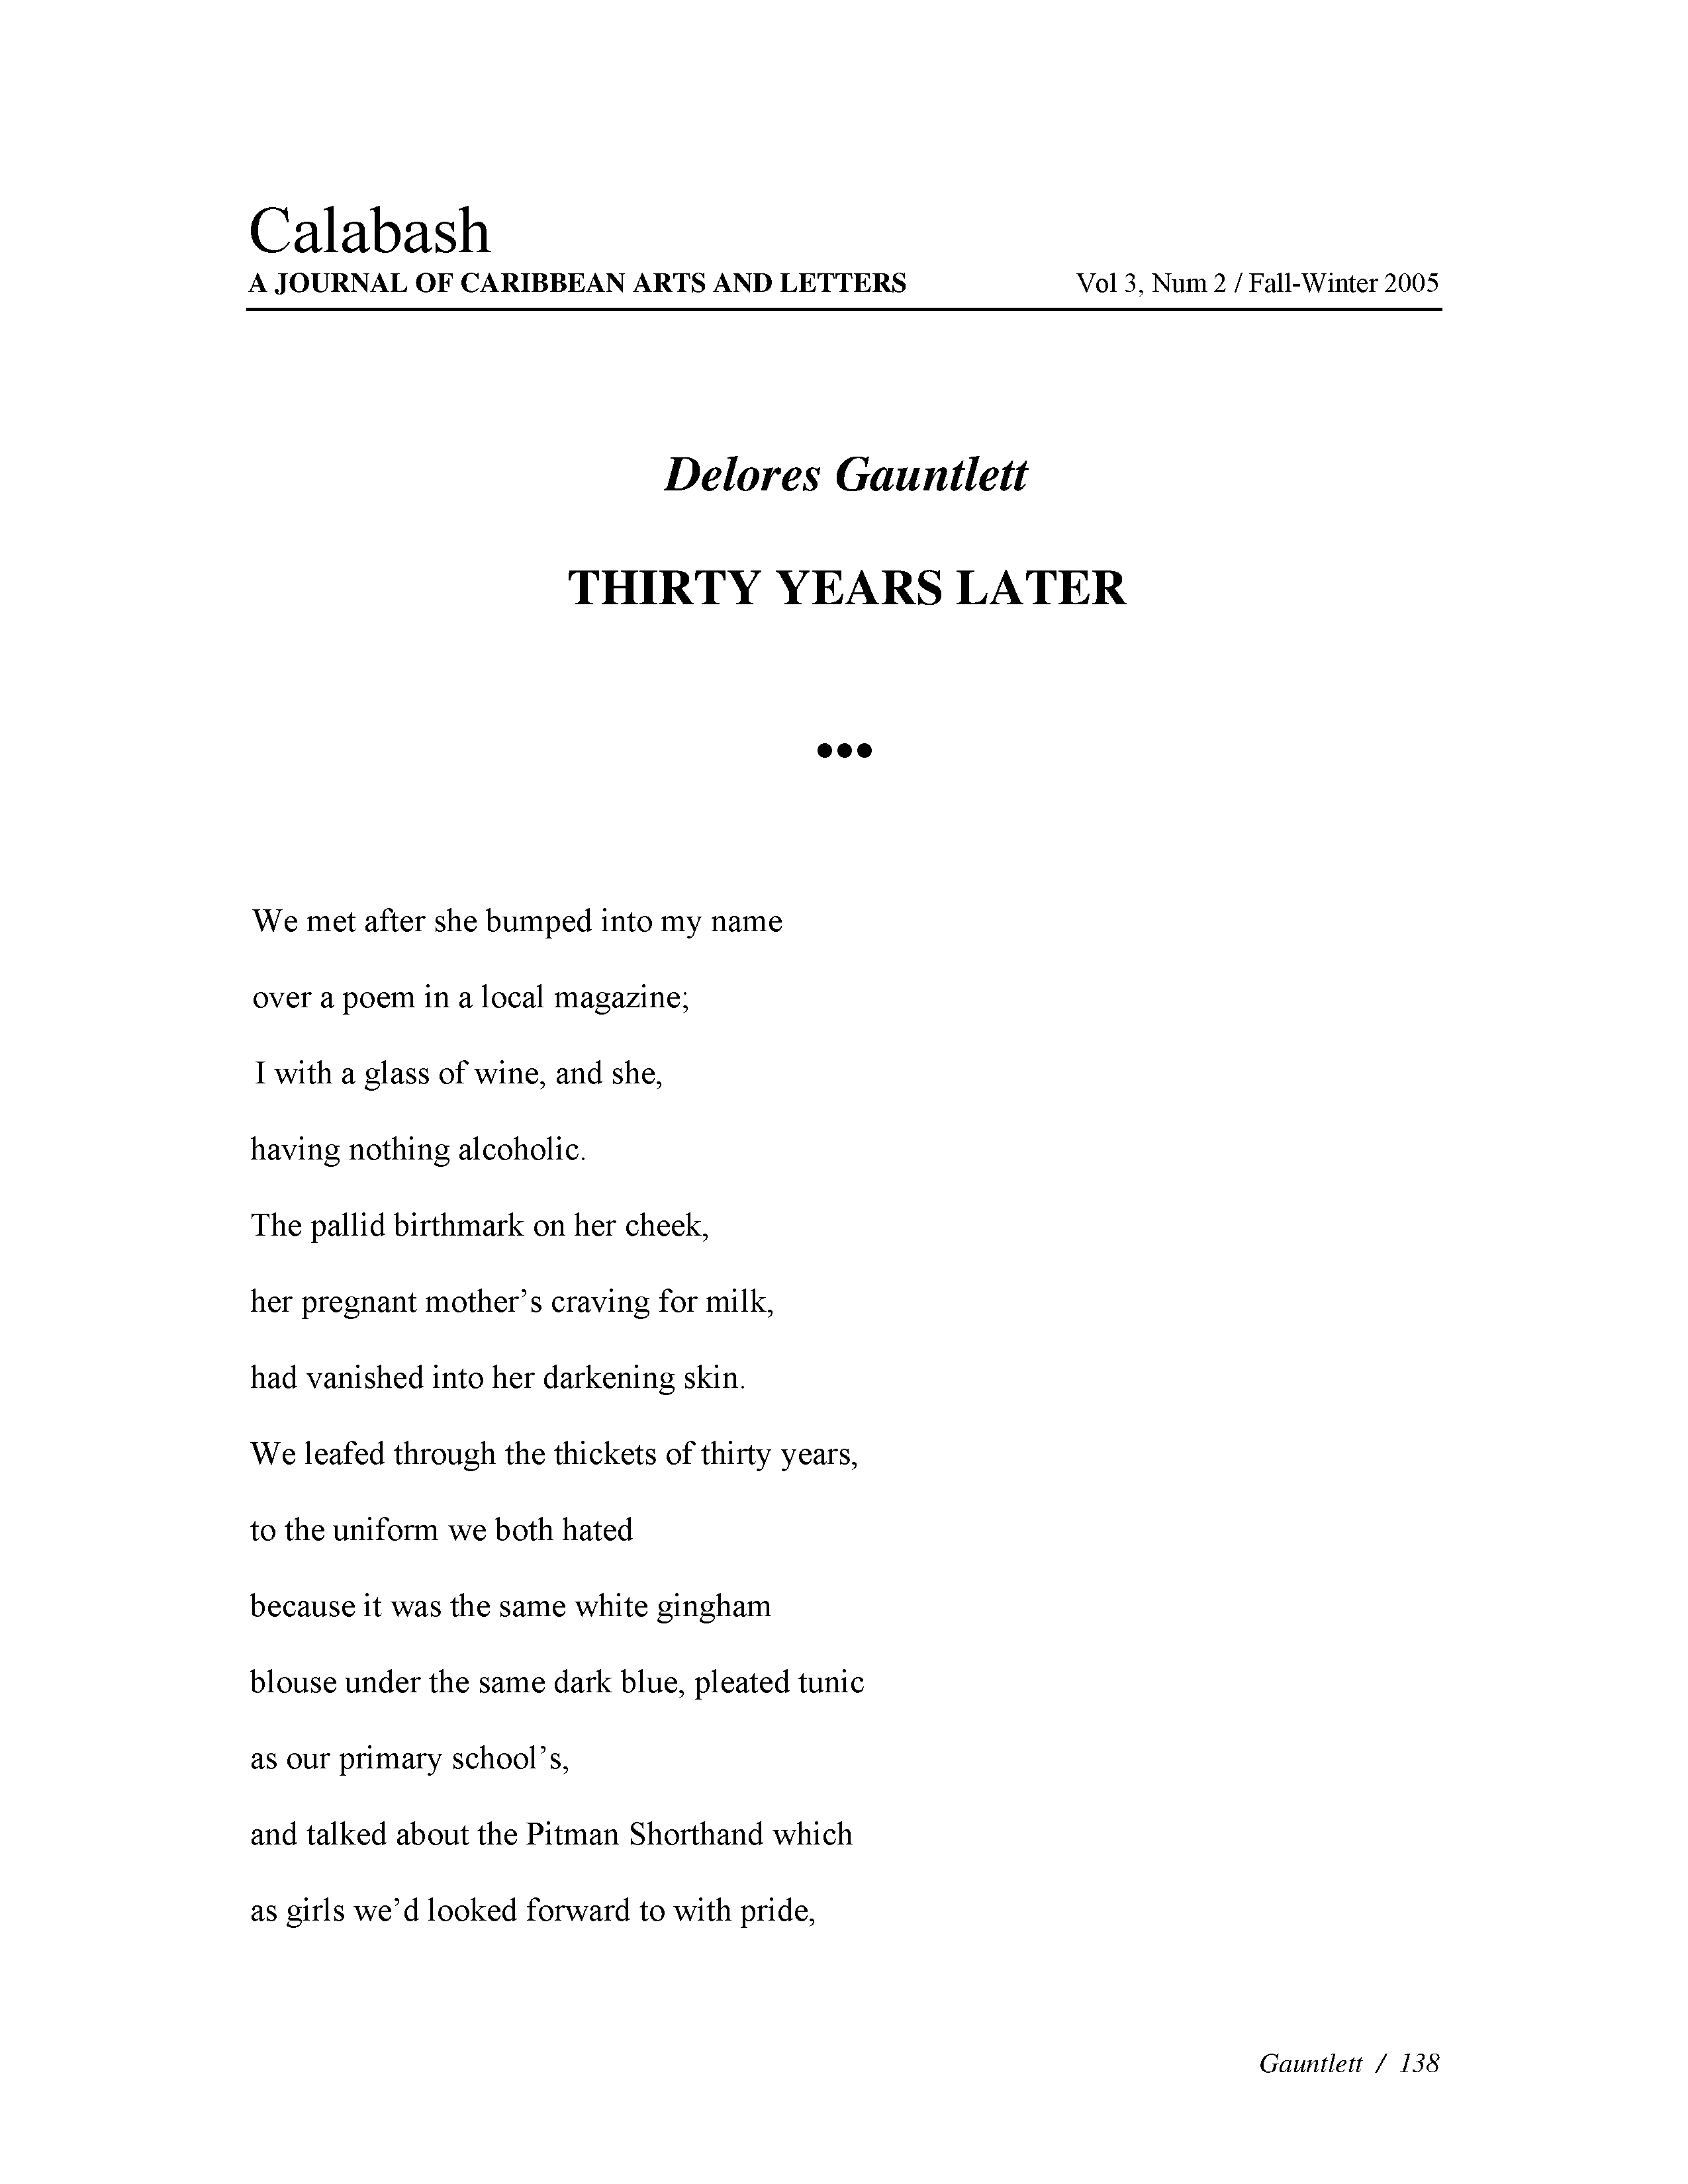 Calabash
A JOURNAL OF CARIBBEAN ARTS AND LETTERS Vol 3, Num 2 / Fall-Winter 2005
Delores Gauntlett
THIRTY YEARS LATER
•••
We met after she bumped into my name
over a poem in a local magazine;
I with a glass of wine, and she,
having nothing alcoholic.
The pallid birthmark on her cheek,
her pregnant mother’s craving for milk,
had vanished into her darkening skin.
We leafed through the thickets of thirty years,
to the uniform we both hated
because it was the same white gingham
blouse under the same dark blue, pleated tunic
as our primary school’s,
and talked about the Pitman Shorthand which
as girls we’d looked forward to with pride,
Gauntlett / 138